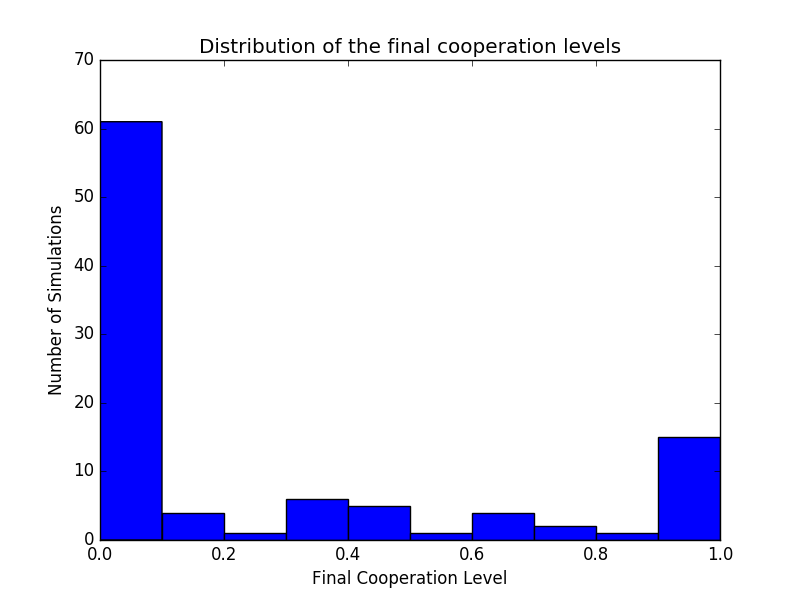 Distribution of the final cooperation levels
70
60
50
40
30
20
10
0
Number of Simulations
0.0 0.2 0.4 0.6 0.8 1.0
Final Cooperation Level